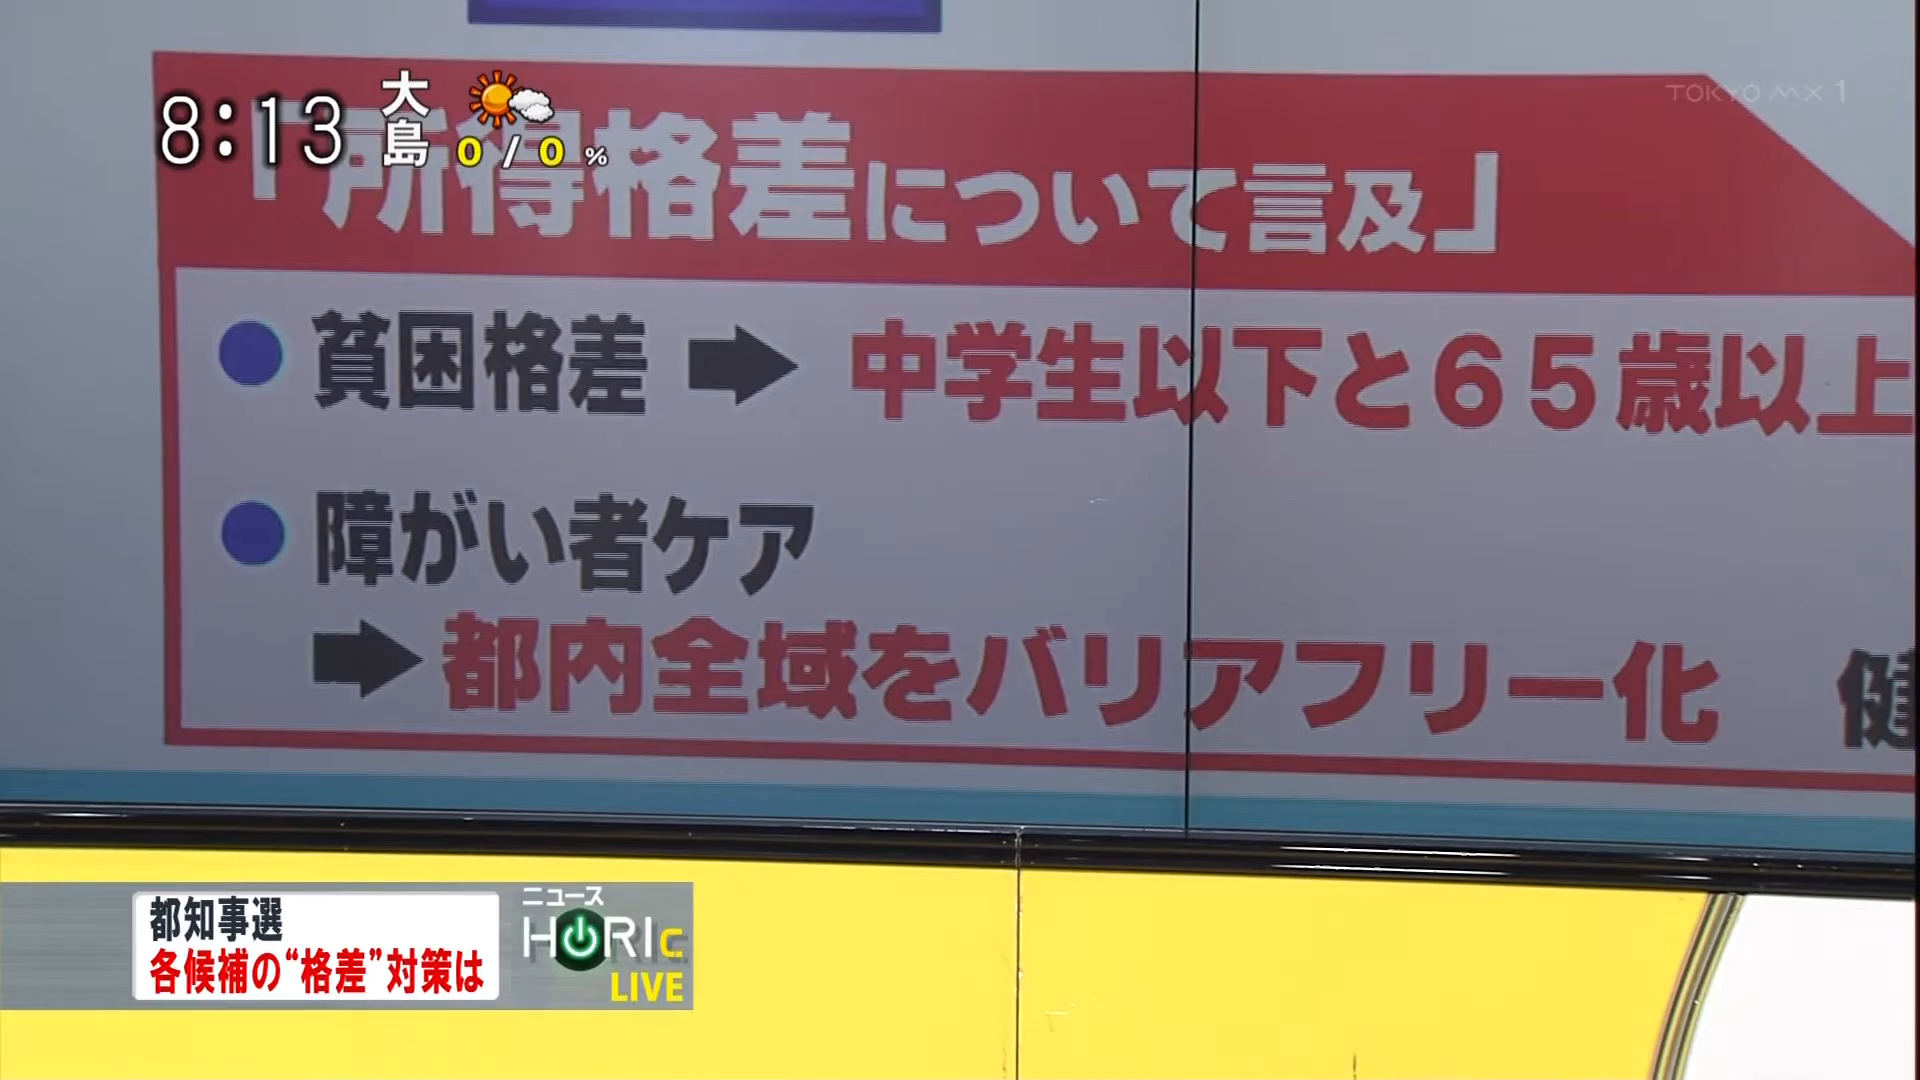 8:13
大島
0/0%
TOKYO MX 1
「所得格差について言及」
●貧困格差➡中学生以下と65歳以上
●障がい者ケア
➡都内全域をバリアフリー化 健
都知事選
各候補の“格差”対策は
ニュース
HORIc
LIVE